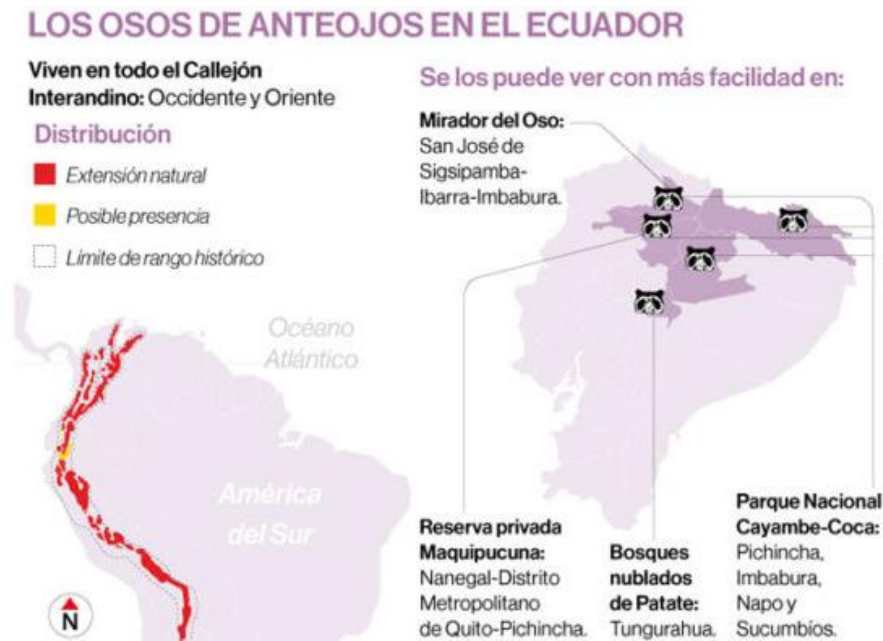 LOS OSOS DE ANTEOJOS EN EL ECUADOR
Viven en todo el Callejón
Interandino: Occidente y Oriente
Distribución
Extensión natural
Posible presencia
Límite de rango histórico
Océano
Atlántico
América
del Sur
N
Se los puede ver con más facilidad en:
Mirador del Oso:
San José de
Sigsipamba-
Ibarra-Imbabura.
Reserva privada
Maquipucuna:
Nanegal-Distrito
Metropolitano
de Quito-Pichincha.
Bosques
nublados
de Patate:
Tungurahua.
Parque Nacional
Cayambe-Coca:
Pichincha,
Imbabura,
Napo y
Sucumbíos.